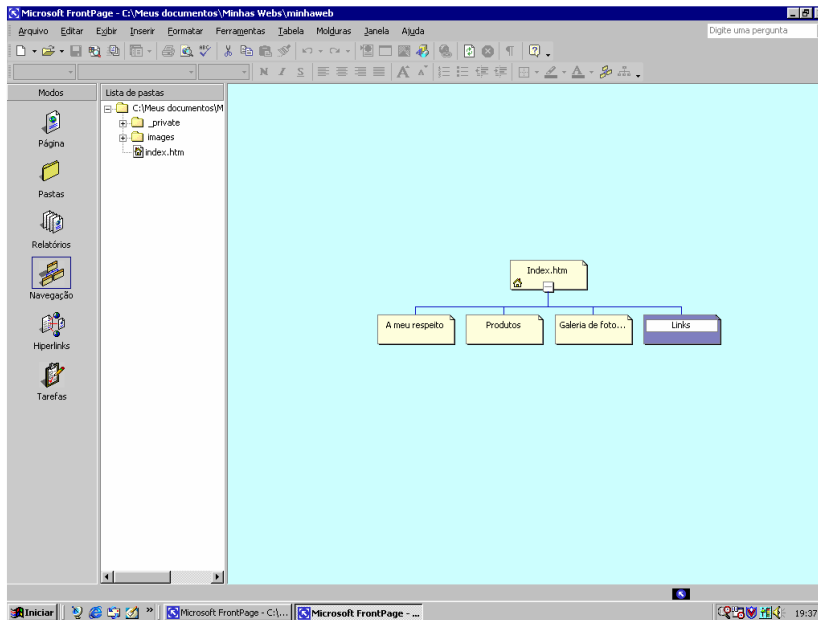 Microsoft FrontPage - C:\Meus documentos\Minhas Webs\minhaweb
Arquivo Editar Exibir Inserir Formatar Ferramentas Tabela Molduras Janela Ajuda
Digite uma pergunta
N I S
Modos
Lista de pastas
C:\Meus documentos\M
_private
images
index.htm
Página
Pastas
Relatórios
Navegação
Hiperlinks
Tarefas
Index.htm
A meu respeito
Produtos
Galeria de foto...
Links
Iniciar
Microsoft FrontPage - C:\...
Microsoft FrontPage - ...
19:37